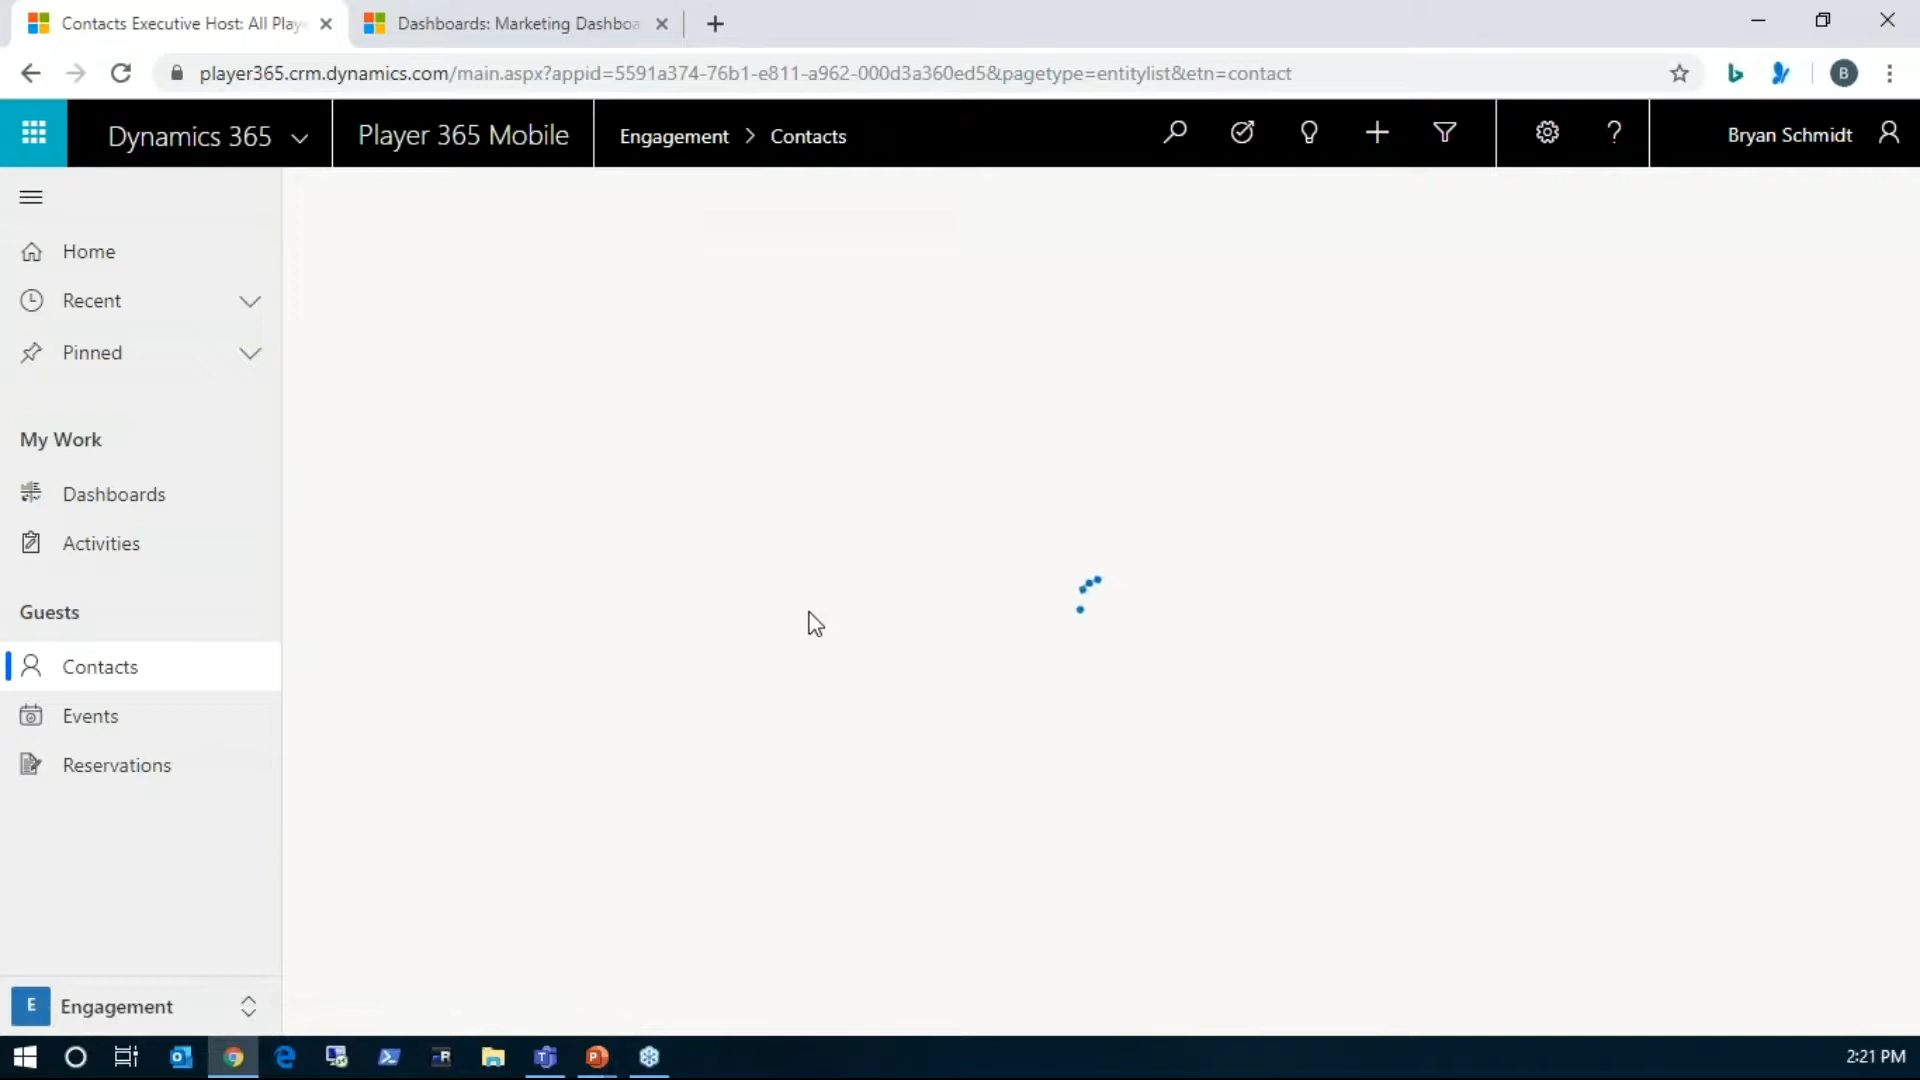 Contacts Executive Host: All Playe
Dashboards: Marketing Dashboa
player365.crm.dynamics.com/main.aspx?appid=5591a374-76b1-e811-a962-000d3a360ed5&pagetype=entitylist&etn=contact
B
Dynamics 365
Player 365 Mobile
Engagement > Contacts
Bryan Schmidt
Home
Recent
Pinned
My Work
Dashboards
Activities
Guests
Contacts
Events
Reservations
E Engagement
2:21 PM